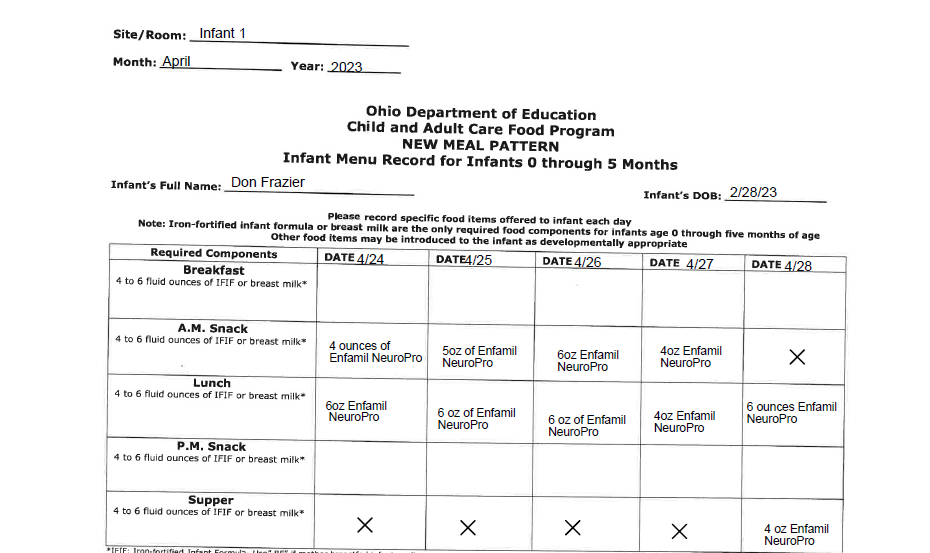 Site/Room: Infant 1
Month: April Year: 2023
Ohio Department of Education
Child and Adult Care Food Program
NEW MEAL PATTERN
Infant Menu Record for Infants 0 through 5 Months
Infant's Full Name: Don Frazier Infant's DOB: 2/28/23
Please record specific food items offered to infant each day
Note: Iron-fortified infant formula or breast milk are the only required food components for infants age 0 through five months of age
Other food items may be introduced to the infant as developmentally appropriate
Required Components DATE 4/24 DATE 4/25 DATE 4/26 DATE 4/27 DATE 4/28
Breakfast
4 to 6 fluid ounces of IFIF or breast milk*
A.M. Snack
4 to 6 fluid ounces of IFIF or breast milk*
4 ounces of
Enfamil NeuroPro
5oz of Enfamil
NeuroPro
6oz Enfamil
NeuroPro
4oz Enfamil
NeuroPro
X
Lunch
4 to 6 fluid ounces of IFIF or breast milk*
6oz Enfamil
NeuroPro
6 oz of Enfamil
NeuroPro
6 oz of Enfamil
NeuroPro
4oz Enfamil
NeuroPro
6 ounces Enfamil
NeuroPro
P.M. Snack
4 to 6 fluid ounces of IFIF or breast milk*
Supper
4 to 6 fluid ounces of IFIF or breast milk*
X
X
X
X
4 oz Enfamil
NeuroPro
*IFIF: Iron-fortified Infant Formula.